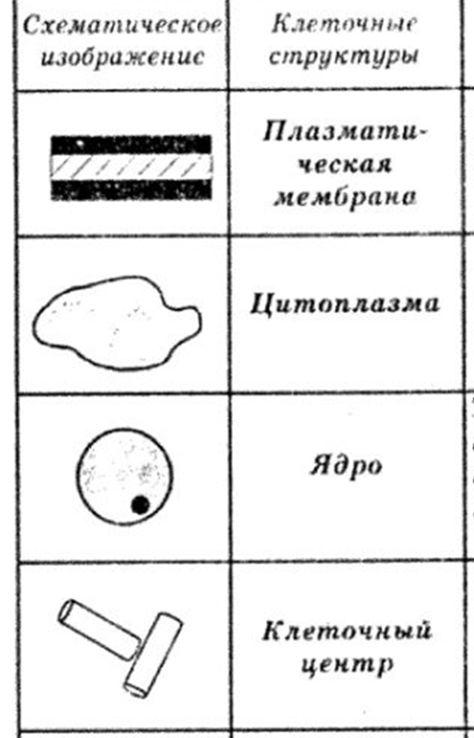 Схематическое
изображение
Клеточные
структуры
Плазмати-
ческая
мембрана
Цитоплазма
Ядро
Клеточный
центр